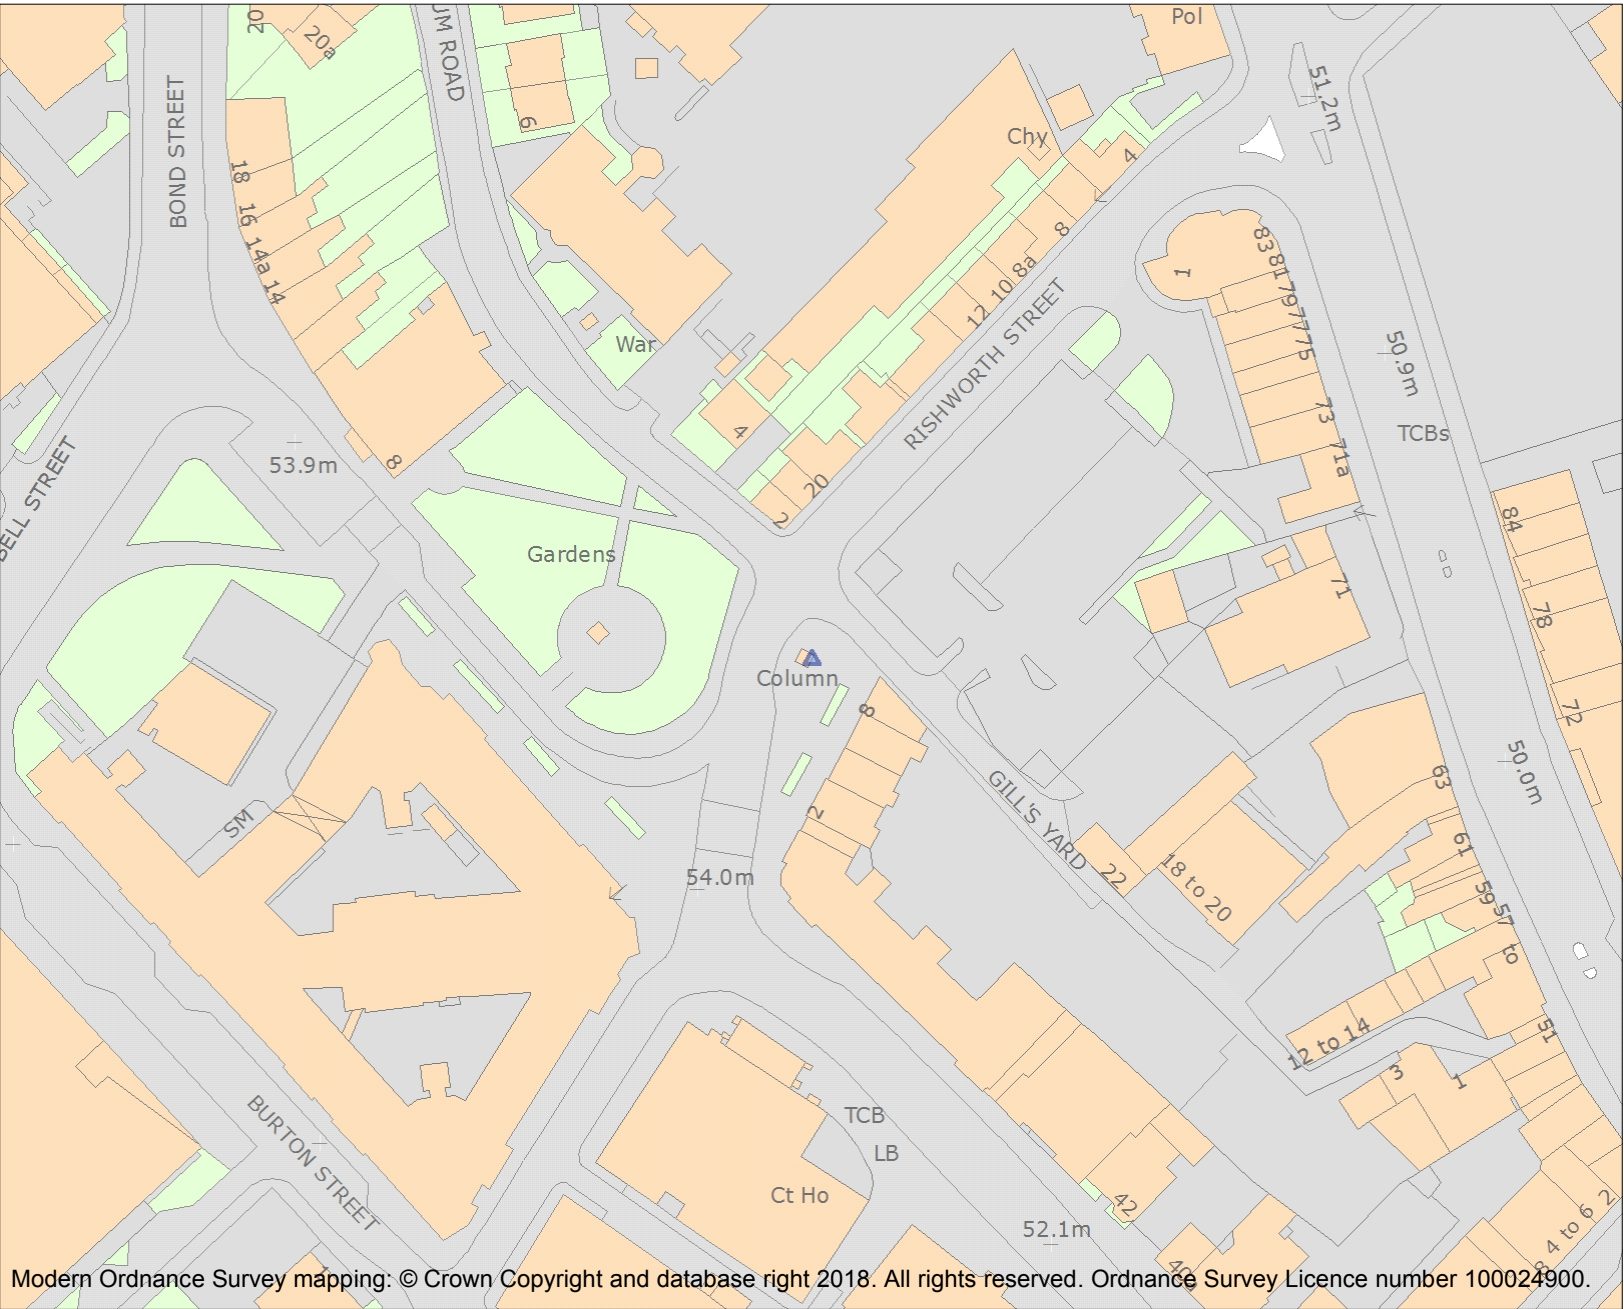 Pol
20
20a
UM ROAD
BOND STREET
51.2m
6
Chy
4
18
16
14a
14
8
8a
10
12
1
83
81
79
77
75
RISHWORTH STREET
War
50.9m
73
71a
TCBs
4
8
53.9m
20
2
BELL STREET
84
Gardens
71
78
Column
8
72
63
50.0m
GILL'S YARD
2
SM
61
22
18 to 20
54.0m
59
57
to
51
12 to 14
3
1
BURTON STREET
TCB
LB
Ct Ho
42
52.1m
40a
2
4 to 6
8
1
Modern Ordnance Survey mapping: © Crown Copyright and database right 2018. All rights reserved. Ordnance Survey Licence number 100024900.